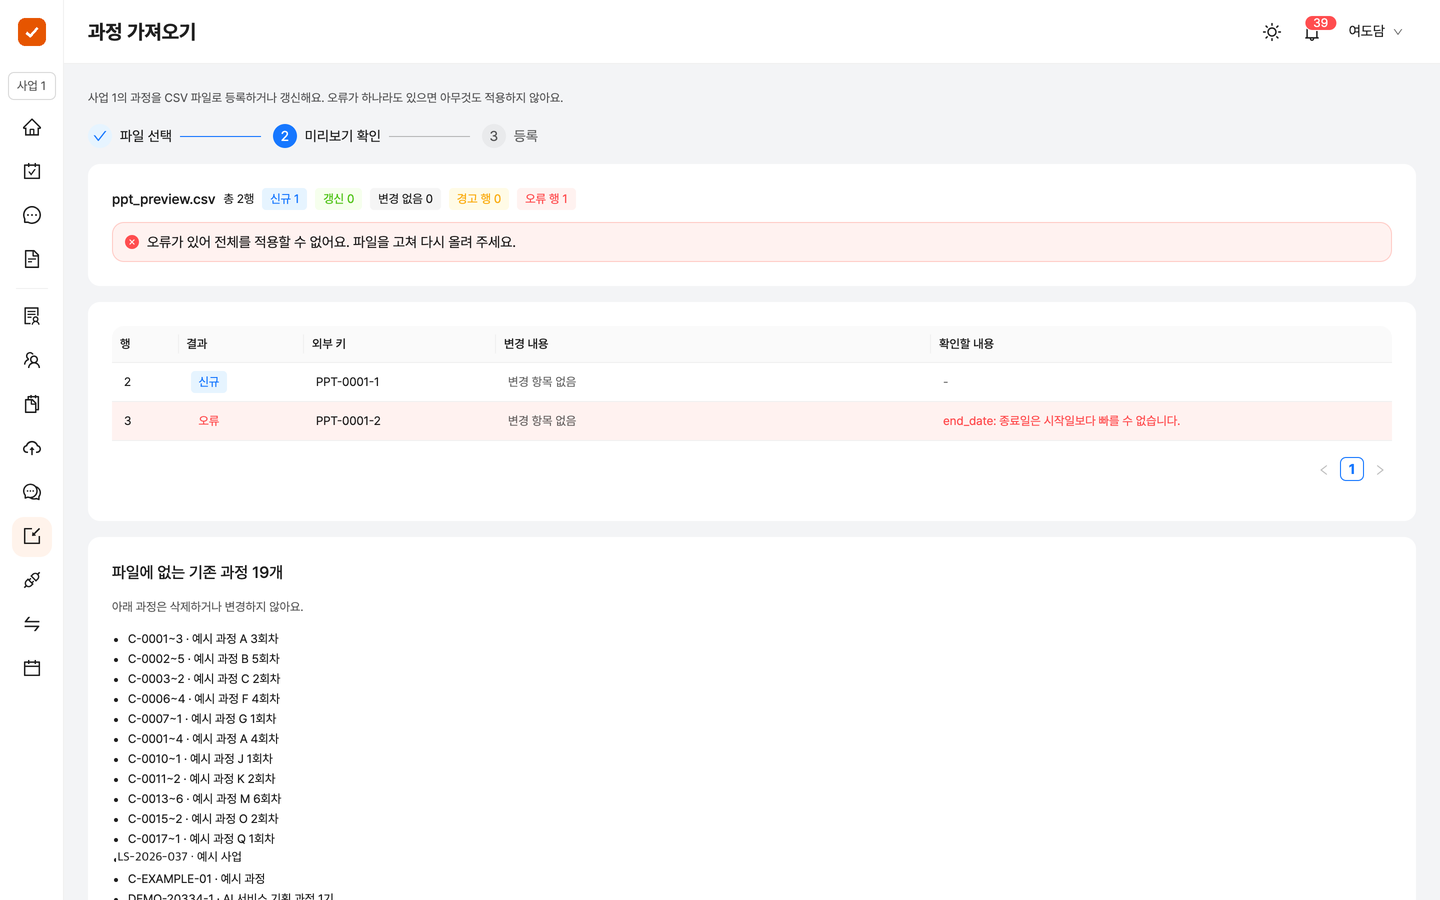 과정 가져오기
39
여도담
사업 1
사업 1의 과정을 CSV 파일로 등록하거나 갱신해요. 오류가 하나라도 있으면 아무것도 적용하지 않아요.
파일 선택
2 미리보기 확인
3 등록
ppt_preview.csv 총 2행 신규 1 갱신 0 변경 없음 0 경고 행 0 오류 행 1
오류가 있어 전체를 적용할 수 없어요. 파일을 고쳐 다시 올려 주세요.
행 결과 외부 키 변경 내용 확인할 내용
2 신규 PPT-0001-1 변경 항목 없음 -
3 오류 PPT-0001-2 변경 항목 없음 end_date: 종료일은 시작일보다 빠를 수 없습니다.
< 1 >
파일에 없는 기존 과정 19개
아래 과정은 삭제하거나 변경하지 않아요.
• C-0001~3 · 예시 과정 A 3회차
• C-0002~5 · 예시 과정 B 5회차
• C-0003~2 · 예시 과정 C 2회차
• C-0006~4 · 예시 과정 F 4회차
• C-0007~1 · 예시 과정 G 1회차
• C-0001~4 · 예시 과정 A 4회차
• C-0010~1 · 예시 과정 J 1회차
• C-0011~2 · 예시 과정 K 2회차
• C-0013~6 · 예시 과정 M 6회차
• C-0015~2 · 예시 과정 O 2회차
• C-0017~1 · 예시 과정 Q 1회차
LS-2026-037 · 예시 사업
• C-EXAMPLE-01 · 예시 과정
• DEMO-20334-1 · AI 서비스 기획 과정 1기